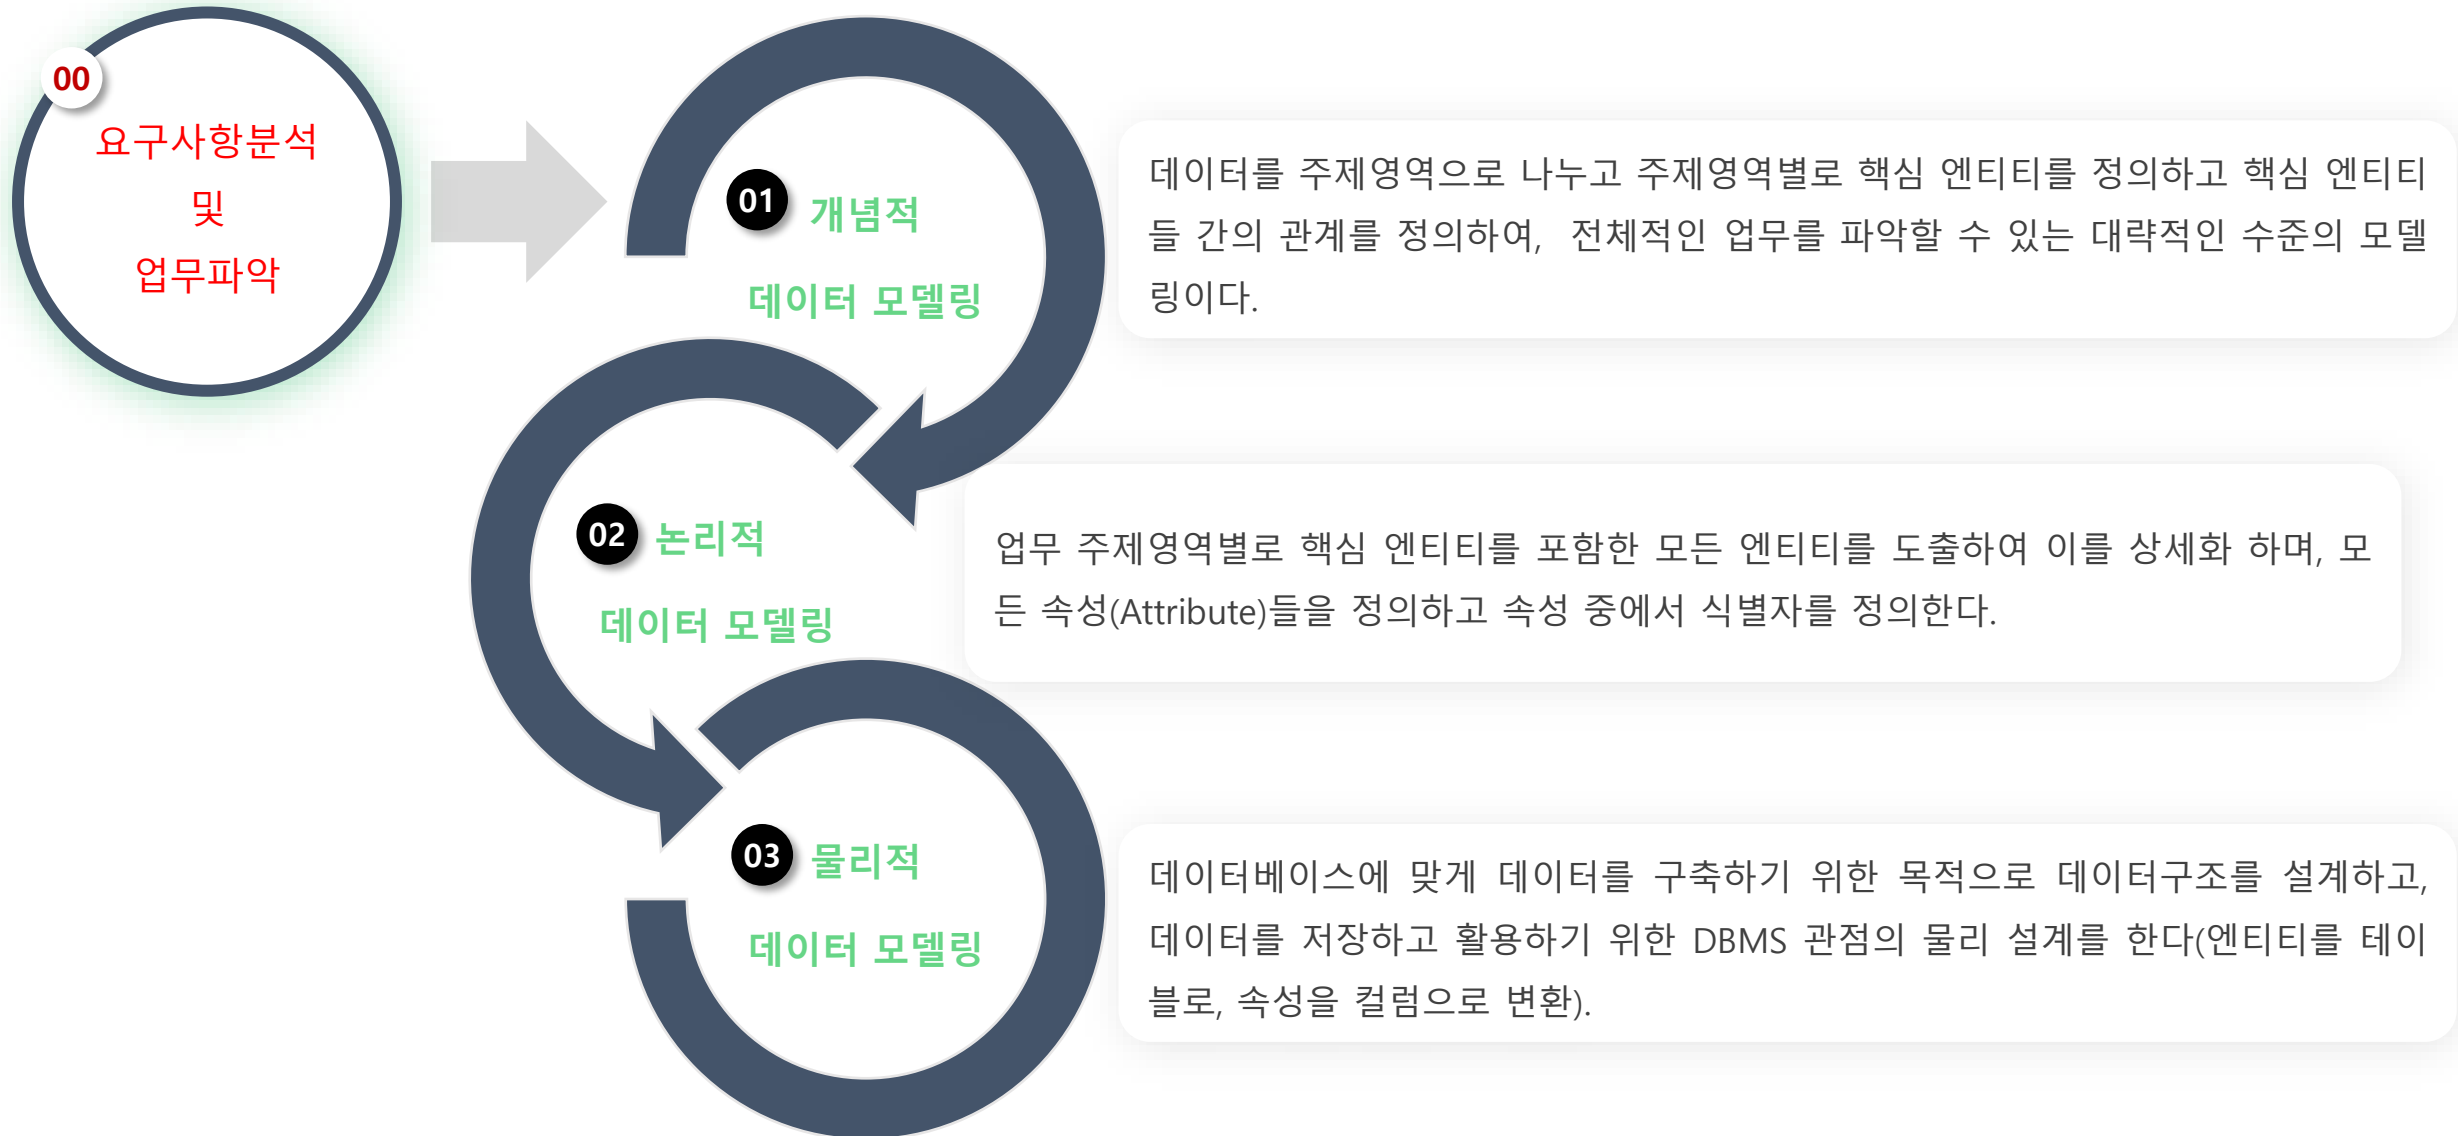 00
요구사항분석
및
업무파악
01
개념적
데이터 모델링
데이터를 주제영역으로 나누고 주제영역별로 핵심 엔티티를 정의하고 핵심 엔티티
들 간의 관계를 정의하여, 전체적인 업무를 파악할 수 있는 대략적인 수준의 모델
링이다.
02
논리적
데이터 모델링
업무 주제영역별로 핵심 엔티티를 포함한 모든 엔티티를 도출하여 이를 상세화 하며, 모
든 속성(Attribute)들을 정의하고 속성 중에서 식별자를 정의한다.
03
물리적
데이터 모델링
데이터베이스에 맞게 데이터를 구축하기 위한 목적으로 데이터구조를 설계하고,
데이터를 저장하고 활용하기 위한 DBMS 관점의 물리 설계를 한다(엔티티를 테이
블로, 속성을 컬럼으로 변환).